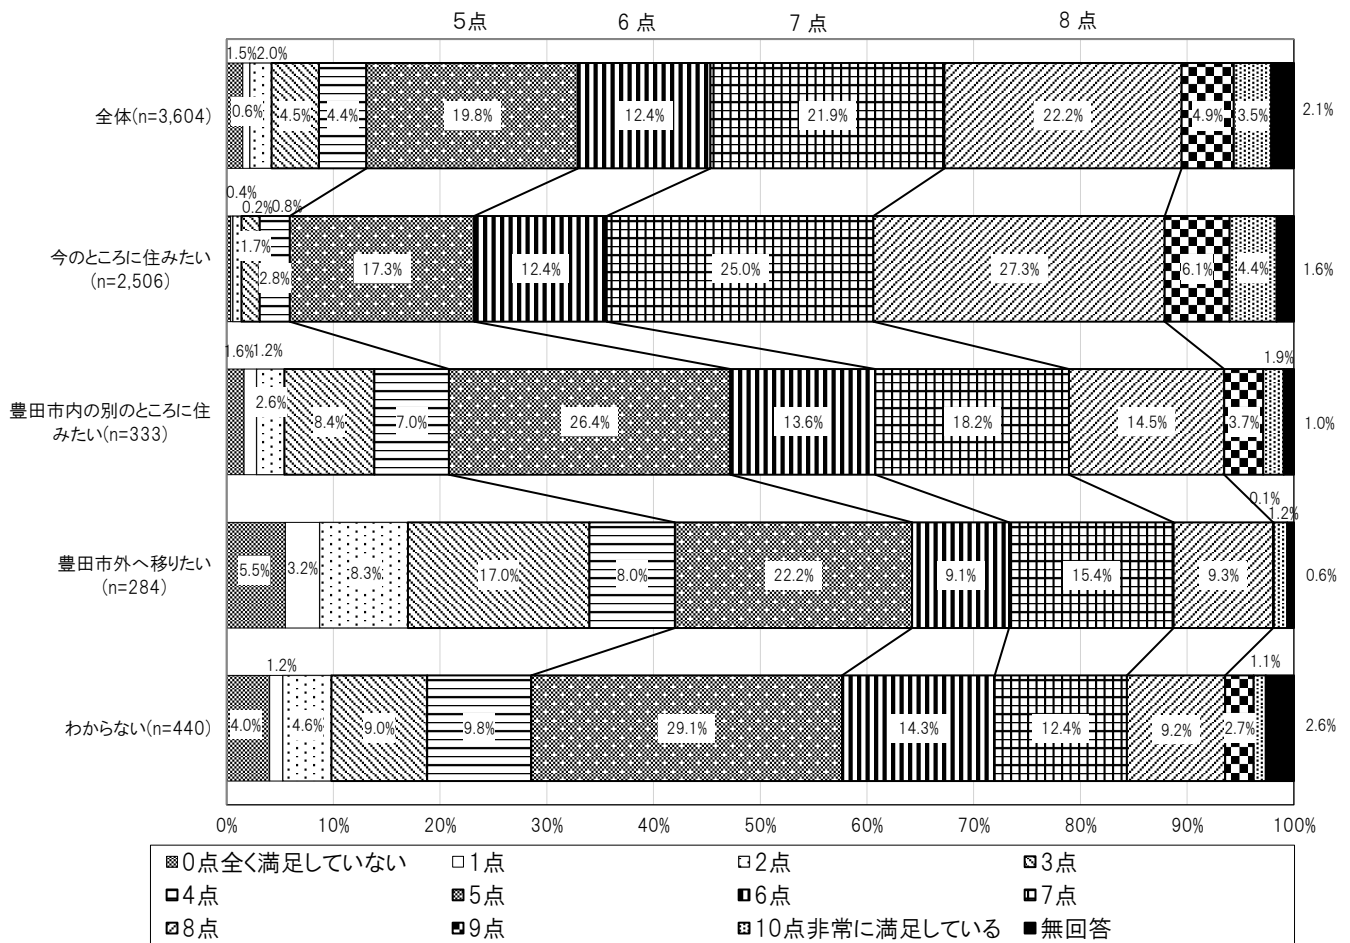 5点 6点 7点 8点
1.5% 2.0%
全体(n=3,604) 0.6% 4.5% 4.4% 19.8% 12.4% 21.9% 22.2% 4.9% 3.5% 2.1%
0.4%
0.2% 0.8%
今のところに住みたい
(n=2,506)
1.7% 2.8% 17.3% 12.4% 25.0% 27.3% 6.1% 4.4% 1.6%
1.6% 1.2% 1.9%
豊田市内の別のところに住
みたい(n=333)
2.6% 8.4% 7.0% 26.4% 13.6% 18.2% 14.5% 3.7% 1.0%
0.1%
1.2%
豊田市外へ移りたい
(n=284)
5.5% 3.2% 8.3% 17.0% 8.0% 22.2% 9.1% 15.4% 9.3% 0.6%
1.2% 1.1%
わからない(n=440) 4.0% 4.6% 9.0% 9.8% 29.1% 14.3% 12.4% 9.2% 2.7% 2.6%
0% 10% 20% 30% 40% 50% 60% 70% 80% 90% 100%
0点全く満足していない 1点 2点 3点
4点 5点 6点 7点
8点 9点 10点非常に満足している 無回答